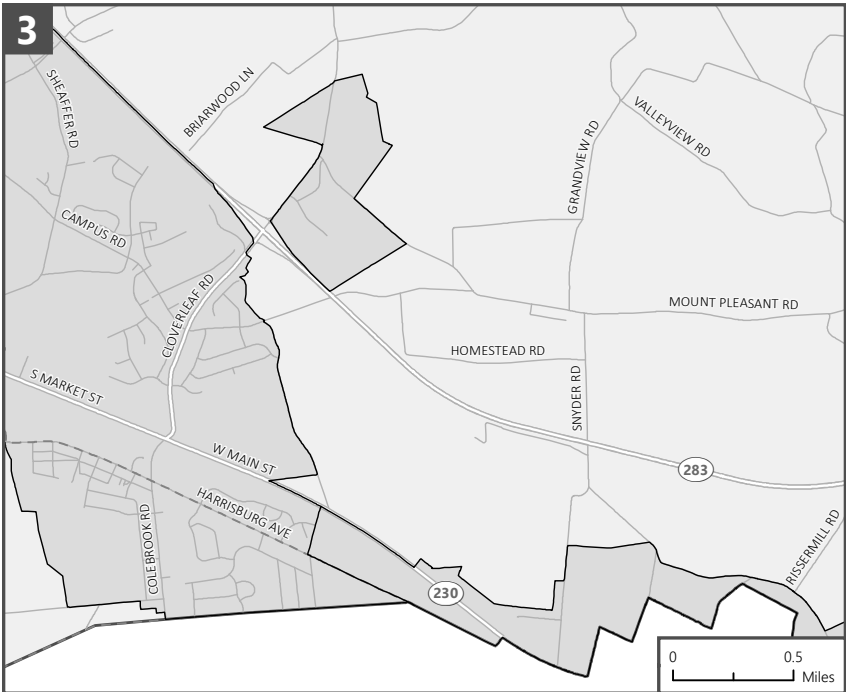 3
SHEAFFER RD
BRIARWOOD LN
VALLEYVIEW RD
GRANDVIEW RD
CAMPUS RD
CLOVERLEAF RD
MOUNT PLEASANT RD
HOMESTEAD RD
SNYDER RD
S MARKET ST
W MAIN ST
283
HARRISBURG AVE
COLEBROOK RD
RISSERMILL RD
230
0 0.5
Miles